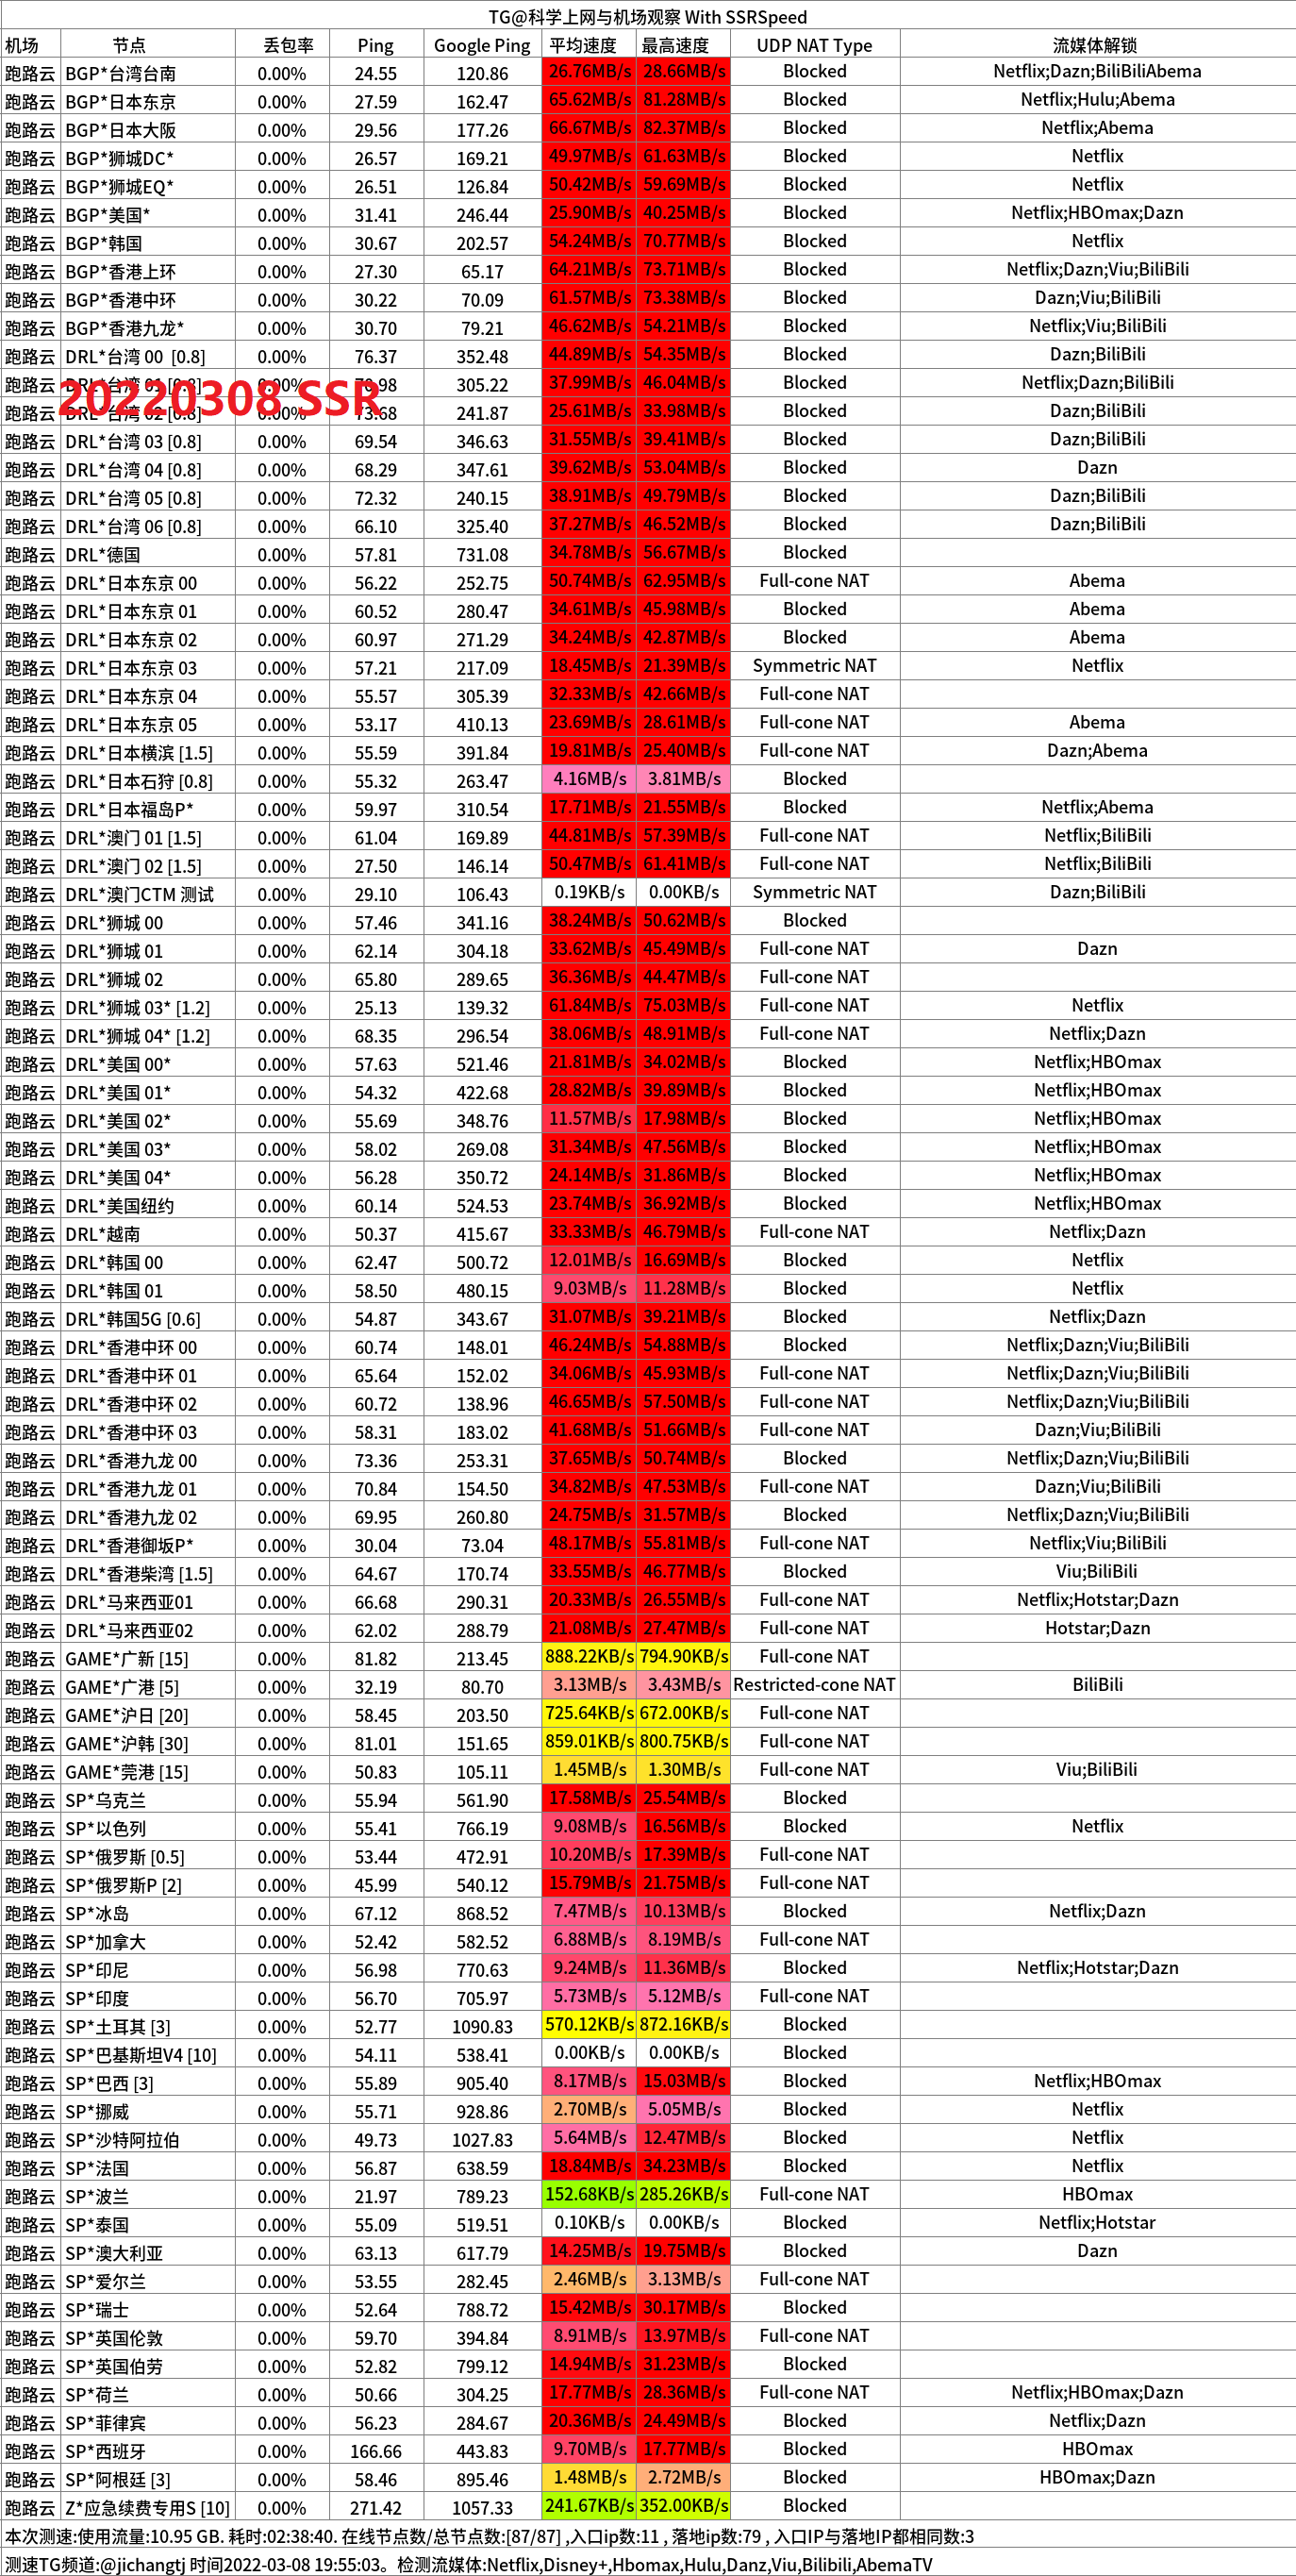 TG@科学上网与机场观察 With SSRSpeed
机场 节点 丢包率 Ping Google Ping 平均速度 最高速度 UDP NAT Type 流媒体解锁
跑路云 BGP*台湾台南 0.00% 24.55 120.86 26.76MB/s 28.66MB/s Blocked Netflix;Dazn;BiliBiliAbema
跑路云 BGP*日本东京 0.00% 27.59 162.47 65.62MB/s 81.28MB/s Blocked Netflix;Hulu;Abema
跑路云 BGP*日本大阪 0.00% 29.56 177.26 66.67MB/s 82.37MB/s Blocked Netflix;Abema
跑路云 BGP*狮城DC* 0.00% 26.57 169.21 49.97MB/s 61.63MB/s Blocked Netflix
跑路云 BGP*狮城EQ* 0.00% 26.51 126.84 50.42MB/s 59.69MB/s Blocked Netflix
跑路云 BGP*美国* 0.00% 31.41 246.44 25.90MB/s 40.25MB/s Blocked Netflix;HBOmax;Dazn
跑路云 BGP*韩国 0.00% 30.67 202.57 54.24MB/s 70.77MB/s Blocked Netflix
跑路云 BGP*香港上环 0.00% 27.30 65.17 64.21MB/s 73.71MB/s Blocked Netflix;Dazn;Viu;BiliBili
跑路云 BGP*香港中环 0.00% 30.22 70.09 61.57MB/s 73.38MB/s Blocked Dazn;Viu;BiliBili
跑路云 BGP*香港九龙* 0.00% 30.70 79.21 46.62MB/s 54.21MB/s Blocked Netflix;Viu;BiliBili
跑路云 DRL*台湾 00 [0.8] 0.00% 76.37 352.48 44.89MB/s 54.35MB/s Blocked Dazn;BiliBili
跑路云 DRL*台湾 01 [0.8] 0.00% 305.22 37.99MB/s 46.04MB/s Blocked Netflix;Dazn;BiliBili
20220308 SSR
跑路云 DRL*台湾 02 [0.8] 0.00% 73.68 241.87 25.61MB/s 33.98MB/s Blocked Dazn;BiliBili
跑路云 DRL*台湾 03 [0.8] 0.00% 69.54 346.63 31.55MB/s 39.41MB/s Blocked Dazn;BiliBili
跑路云 DRL*台湾 04 [0.8] 0.00% 68.29 347.61 39.62MB/s 53.04MB/s Blocked Dazn
跑路云 DRL*台湾 05 [0.8] 0.00% 72.32 240.15 38.91MB/s 49.79MB/s Blocked Dazn;BiliBili
跑路云 DRL*台湾 06 [0.8] 0.00% 66.10 325.40 37.27MB/s 46.52MB/s Blocked Dazn;BiliBili
跑路云 DRL*德国 0.00% 57.81 731.08 34.78MB/s 56.67MB/s Blocked
跑路云 DRL*日本东京 00 0.00% 56.22 252.75 50.74MB/s 62.95MB/s Full-cone NAT Abema
跑路云 DRL*日本东京 01 0.00% 60.52 280.47 34.61MB/s 45.98MB/s Blocked Abema
跑路云 DRL*日本东京 02 0.00% 60.97 271.29 34.24MB/s 42.87MB/s Blocked Abema
跑路云 DRL*日本东京 03 0.00% 57.21 217.09 18.45MB/s 21.39MB/s Symmetric NAT Netflix
跑路云 DRL*日本东京 04 0.00% 55.57 305.39 32.33MB/s 42.66MB/s Full-cone NAT
跑路云 DRL*日本东京 05 0.00% 53.17 410.13 23.69MB/s 28.61MB/s Full-cone NAT Abema
跑路云 DRL*日本横滨 [1.5] 0.00% 55.59 391.84 19.81MB/s 25.40MB/s Full-cone NAT Dazn;Abema
跑路云 DRL*日本石狩 [0.8] 0.00% 55.32 263.47 4.16MB/s 3.81MB/s Blocked
跑路云 DRL*日本福岛P* 0.00% 59.97 310.54 17.71MB/s 21.55MB/s Blocked Netflix;Abema
跑路云 DRL*澳门 01 [1.5] 0.00% 61.04 169.89 44.81MB/s 57.39MB/s Full-cone NAT Netflix;BiliBili
跑路云 DRL*澳门 02 [1.5] 0.00% 27.50 146.14 50.47MB/s 61.41MB/s Full-cone NAT Netflix;BiliBili
跑路云 DRL*澳门CTM 测试 0.00% 29.10 106.43 0.19KB/s 0.00KB/s Symmetric NAT Dazn;BiliBili
跑路云 DRL*狮城 00 0.00% 57.46 341.16 38.24MB/s 50.62MB/s Blocked
跑路云 DRL*狮城 01 0.00% 62.14 304.18 33.62MB/s 45.49MB/s Full-cone NAT Dazn
跑路云 DRL*狮城 02 0.00% 65.80 289.65 36.36MB/s 44.47MB/s Full-cone NAT
跑路云 DRL*狮城 03* [1.2] 0.00% 25.13 139.32 61.84MB/s 75.03MB/s Full-cone NAT Netflix
跑路云 DRL*狮城 04* [1.2] 0.00% 68.35 296.54 38.06MB/s 48.91MB/s Full-cone NAT Netflix;Dazn
跑路云 DRL*美国 00* 0.00% 57.63 521.46 21.81MB/s 34.02MB/s Blocked Netflix;HBOmax
跑路云 DRL*美国 01* 0.00% 54.32 422.68 28.82MB/s 39.89MB/s Blocked Netflix;HBOmax
跑路云 DRL*美国 02* 0.00% 55.69 348.76 11.57MB/s 17.98MB/s Blocked Netflix;HBOmax
跑路云 DRL*美国 03* 0.00% 58.02 269.08 31.34MB/s 47.56MB/s Blocked Netflix;HBOmax
跑路云 DRL*美国 04* 0.00% 56.28 350.72 24.14MB/s 31.86MB/s Blocked Netflix;HBOmax
跑路云 DRL*美国纽约 0.00% 60.14 524.53 23.74MB/s 36.92MB/s Blocked Netflix;HBOmax
跑路云 DRL*越南 0.00% 50.37 415.67 33.33MB/s 46.79MB/s Full-cone NAT Netflix;Dazn
跑路云 DRL*韩国 00 0.00% 62.47 500.72 12.01MB/s 16.69MB/s Blocked Netflix
跑路云 DRL*韩国 01 0.00% 58.50 480.15 9.03MB/s 11.28MB/s Blocked Netflix
跑路云 DRL*韩国5G [0.6] 0.00% 54.87 343.67 31.07MB/s 39.21MB/s Blocked Netflix;Dazn
跑路云 DRL*香港中环 00 0.00% 60.74 148.01 46.24MB/s 54.88MB/s Blocked Netflix;Dazn;Viu;BiliBili
跑路云 DRL*香港中环 01 0.00% 65.64 152.02 34.06MB/s 45.93MB/s Full-cone NAT Netflix;Dazn;Viu;BiliBili
跑路云 DRL*香港中环 02 0.00% 60.72 138.96 46.65MB/s 57.50MB/s Full-cone NAT Netflix;Dazn;Viu;BiliBili
跑路云 DRL*香港中环 03 0.00% 58.31 183.02 41.68MB/s 51.66MB/s Full-cone NAT Dazn;Viu;BiliBili
跑路云 DRL*香港九龙 00 0.00% 73.36 253.31 37.65MB/s 50.74MB/s Blocked Netflix;Dazn;Viu;BiliBili
跑路云 DRL*香港九龙 01 0.00% 70.84 154.50 34.82MB/s 47.53MB/s Full-cone NAT Dazn;Viu;BiliBili
跑路云 DRL*香港九龙 02 0.00% 69.95 260.80 24.75MB/s 31.57MB/s Blocked Netflix;Dazn;Viu;BiliBili
跑路云 DRL*香港御坂P* 0.00% 30.04 73.04 48.17MB/s 55.81MB/s Full-cone NAT Netflix;Viu;BiliBili
跑路云 DRL*香港柴湾 [1.5] 0.00% 64.67 170.74 33.55MB/s 46.77MB/s Blocked Viu;BiliBili
跑路云 DRL*马来西亚01 0.00% 66.68 290.31 20.33MB/s 26.55MB/s Full-cone NAT Netflix;Hotstar;Dazn
跑路云 DRL*马来西亚02 0.00% 62.02 288.79 21.08MB/s 27.47MB/s Full-cone NAT Hotstar;Dazn
跑路云 GAME*广新 [15] 0.00% 81.82 213.45 888.22KB/s 794.90KB/s Full-cone NAT
跑路云 GAME*广港 [5] 0.00% 32.19 80.70 3.13MB/s 3.43MB/s Restricted-cone NAT BiliBili
跑路云 GAME*沪日 [20] 0.00% 58.45 203.50 725.64KB/s 672.00KB/s Full-cone NAT
跑路云 GAME*沪韩 [30] 0.00% 81.01 151.65 859.01KB/s 800.75KB/s Full-cone NAT
跑路云 GAME*莞港 [15] 0.00% 50.83 105.11 1.45MB/s 1.30MB/s Full-cone NAT Viu;BiliBili
跑路云 SP*乌克兰 0.00% 55.94 561.90 17.58MB/s 25.54MB/s Blocked
跑路云 SP*以色列 0.00% 55.41 766.19 9.08MB/s 16.56MB/s Blocked Netflix
跑路云 SP*俄罗斯 [0.5] 0.00% 53.44 472.91 10.20MB/s 17.39MB/s Full-cone NAT
跑路云 SP*俄罗斯P [2] 0.00% 45.99 540.12 15.79MB/s 21.75MB/s Full-cone NAT
跑路云 SP*冰岛 0.00% 67.12 868.52 7.47MB/s 10.13MB/s Blocked Netflix;Dazn
跑路云 SP*加拿大 0.00% 52.42 582.52 6.88MB/s 8.19MB/s Full-cone NAT
跑路云 SP*印尼 0.00% 56.98 770.63 9.24MB/s 11.36MB/s Blocked Netflix;Hotstar;Dazn
跑路云 SP*印度 0.00% 56.70 705.97 5.73MB/s 5.12MB/s Full-cone NAT
跑路云 SP*土耳其 [3] 0.00% 52.77 1090.83 570.12KB/s 872.16KB/s Blocked
跑路云 SP*巴基斯坦V4 [10] 0.00% 54.11 538.41 0.00KB/s 0.00KB/s Blocked
跑路云 SP*巴西 [3] 0.00% 55.89 905.40 8.17MB/s 15.03MB/s Blocked Netflix;HBOmax
跑路云 SP*挪威 0.00% 55.71 928.86 2.70MB/s 5.05MB/s Blocked Netflix
跑路云 SP*沙特阿拉伯 0.00% 49.73 1027.83 5.64MB/s 12.47MB/s Blocked Netflix
跑路云 SP*法国 0.00% 56.87 638.59 18.84MB/s 34.23MB/s Blocked Netflix
跑路云 SP*波兰 0.00% 21.97 789.23 152.68KB/s 285.26KB/s Full-cone NAT HBOmax
跑路云 SP*泰国 0.00% 55.09 519.51 0.10KB/s 0.00KB/s Blocked Netflix;Hotstar
跑路云 SP*澳大利亚 0.00% 63.13 617.79 14.25MB/s 19.75MB/s Blocked Dazn
跑路云 SP*爱尔兰 0.00% 53.55 282.45 2.46MB/s 3.13MB/s Full-cone NAT
跑路云 SP*瑞士 0.00% 52.64 788.72 15.42MB/s 30.17MB/s Blocked
跑路云 SP*英国伦敦 0.00% 59.70 394.84 8.91MB/s 13.97MB/s Full-cone NAT
跑路云 SP*英国伯劳 0.00% 52.82 799.12 14.94MB/s 31.23MB/s Blocked
跑路云 SP*荷兰 0.00% 50.66 304.25 17.77MB/s 28.36MB/s Full-cone NAT Netflix;HBOmax;Dazn
跑路云 SP*菲律宾 0.00% 56.23 284.67 20.36MB/s 24.49MB/s Blocked Netflix;Dazn
跑路云 SP*西班牙 0.00% 166.66 443.83 9.70MB/s 17.77MB/s Blocked HBOmax
跑路云 SP*阿根廷 [3] 0.00% 58.46 895.46 1.48MB/s 2.72MB/s Blocked HBOmax;Dazn
跑路云 Z*应急续费专用S [10] 0.00% 271.42 1057.33 241.67KB/s 352.00KB/s Blocked
本次测速:使用流量:10.95 GB. 耗时:02:38:40. 在线节点数/总节点数:[87/87] ,入口ip数:11 , 落地ip数:79 , 入口IP与落地IP都相同数:3
测速TG频道:@jichangtj 时间2022-03-08 19:55:03。检测流媒体:Netflix,Disney+,Hbomax,Hulu,Danz,Viu,Bilibili,AbemaTV